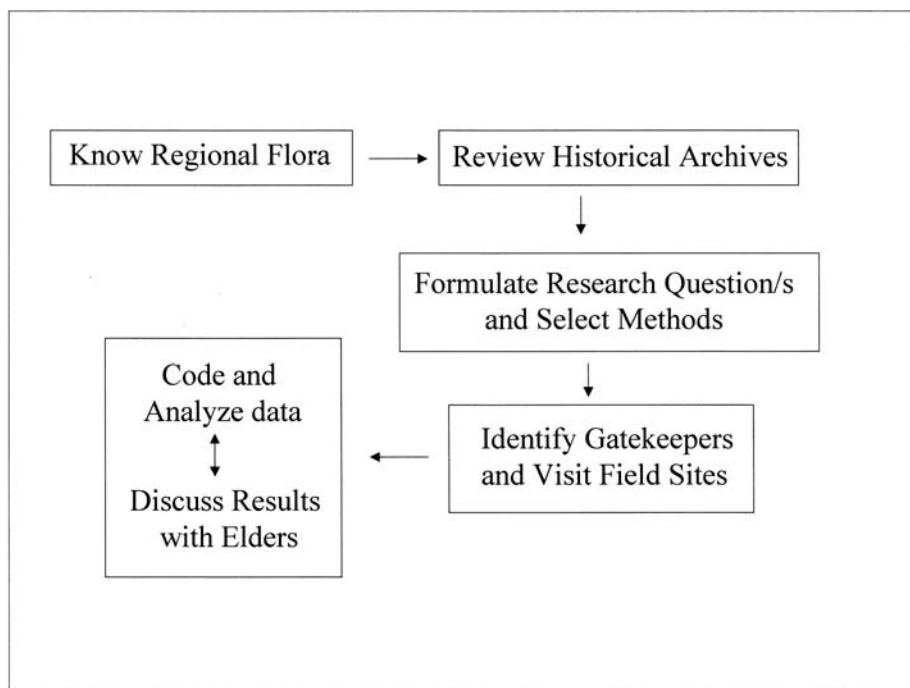 Know Regional Flora
Review Historical Archives
Formulate Research Question/s
and Select Methods
Identify Gatekeepers
and Visit Field Sites
Code and
Analyze data
Discuss Results
with Elders